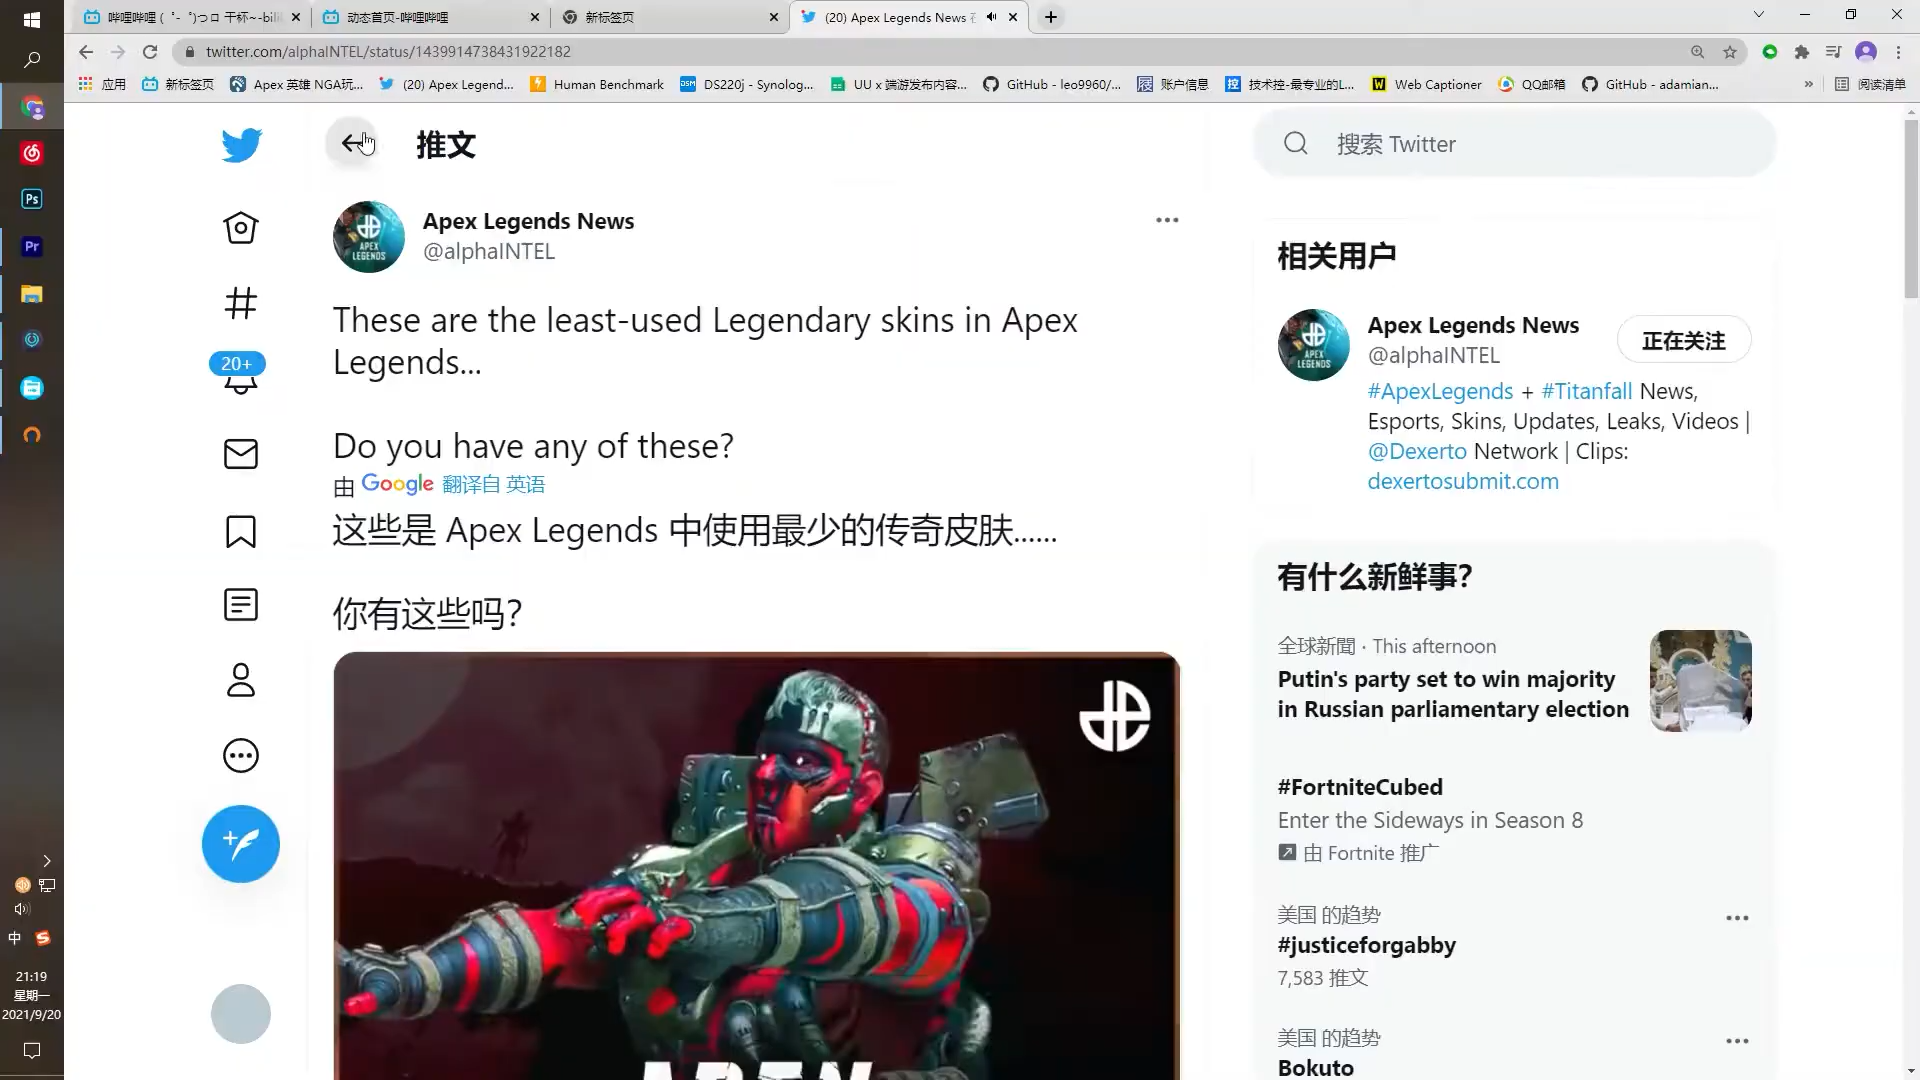 哔哩哔哩 ( ゜- ゜)つロ 干杯~-bili
动态首页-哔哩哔哩
新标签页
(20) Apex Legends News 在
twitter.com/alphaINTEL/status/1439914738431922182
应用
新标签页
Apex 英雄 NGA玩...
(20) Apex Legend...
Human Benchmark
DS220j - Synolog...
UU x 端游发布内容...
GitHub - leo9960/...
账户信息
技术控-最专业的L...
Web Captioner
QQ邮箱
GitHub - adamian...
»
阅读清单
推文
搜索 Twitter
Apex Legends News
@alphaINTEL
These are the least-used Legendary skins in Apex
Legends...
Do you have any of these?
由 Google 翻译自 英语
这些是 Apex Legends 中使用最少的传奇皮肤......
你有这些吗?
APEX
LEGENDS
20+
相关用户
Apex Legends News
@alphaINTEL
正在关注
#ApexLegends + #Titanfall News,
Esports, Skins, Updates, Leaks, Videos |
@Dexerto Network | Clips:
dexertosubmit.com
APEX
LEGENDS
有什么新鲜事?
全球新聞 · This afternoon
Putin's party set to win majority
in Russian parliamentary election
#FortniteCubed
Enter the Sideways in Season 8
由 Fortnite 推广
美国 的趋势
#justiceforgabby
7,583 推文
美国 的趋势
Bokuto
Ps
Pr
中
21:19
星期一
2021/9/20